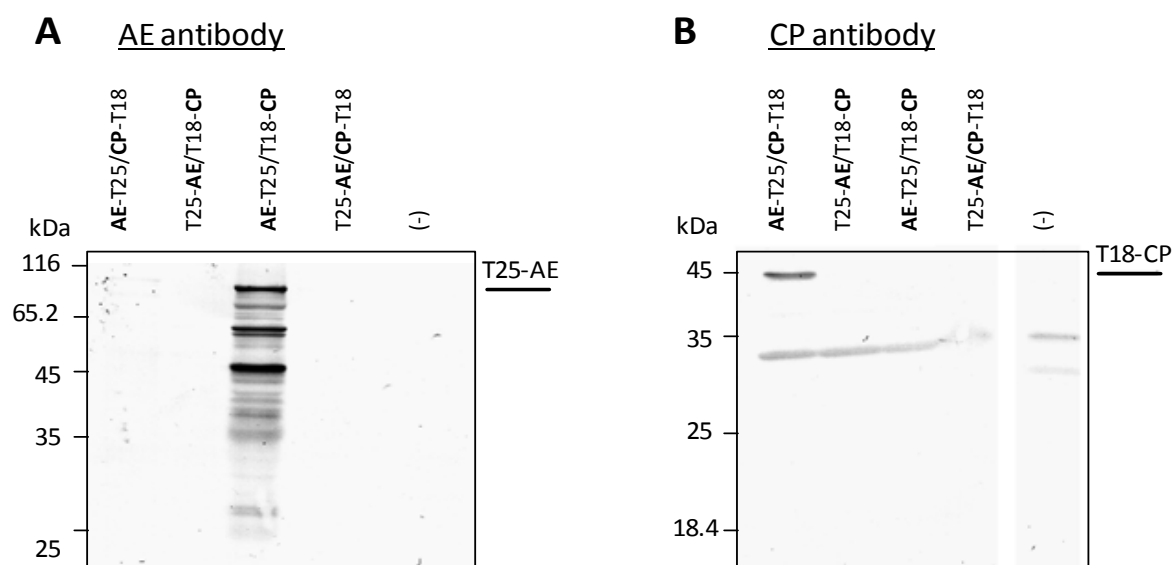 A AE antibody
AE-T25/CP-T18
T25-AE/T18-CP
AE-T25/T18-CP
T25-AE/CP-T18
(-)
kDa
116
65.2
45
35
25
T25-AE
B CP antibody
AE-T25/CP-T18
T25-AE/T18-CP
AE-T25/T18-CP
T25-AE/CP-T18
(-)
kDa
45
35
25
18.4
T18-CP